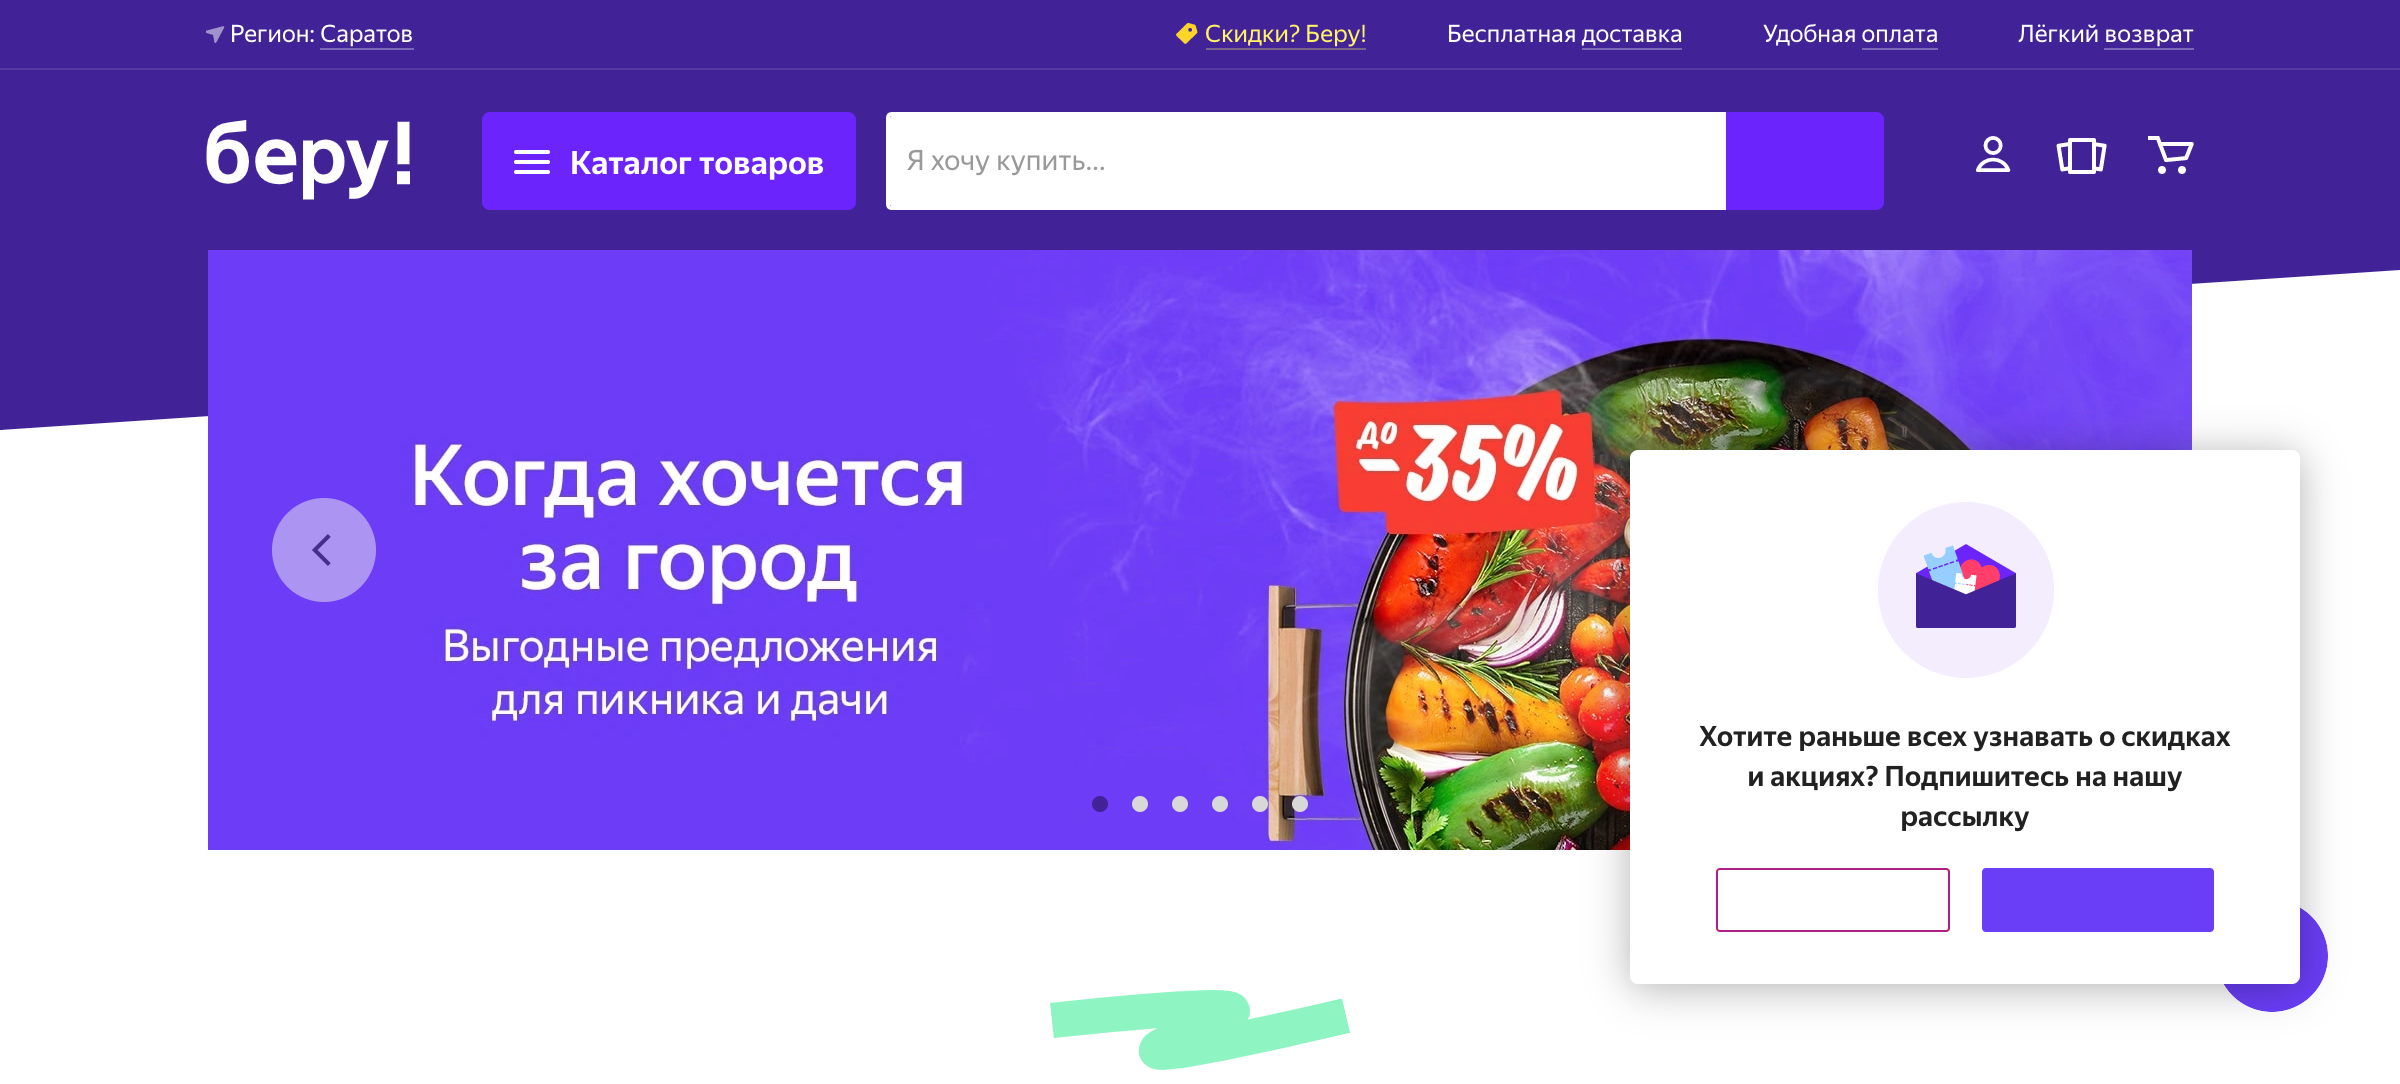 Регион: Саратов
Скидки? Беру!
Бесплатная доставка
Удобная оплата
Лёгкий возврат
беру!
Каталог товаров
Я хочу купить...
до
-35%
Когда хочется
за город
Выгодные предложения
для пикника и дачи
Хотите раньше всех узнавать о скидках
и акциях? Подпишитесь на нашу
рассылку